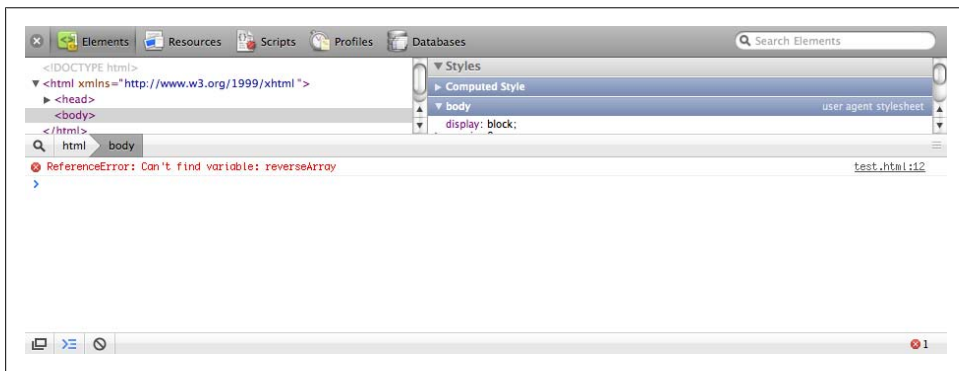 Elements Resources Scripts Profiles Databases Search Elements
<!DOCTYPE html>
▼ <html xmlns="http://www.w3.org/1999/xhtml">
▶ <head>
<body>
</html>
▼ Styles
▶ Computed Style
▼ body user agent stylesheet
display: block;
html body
ReferenceError: Can't find variable: reverseArray test.html:12
>
1